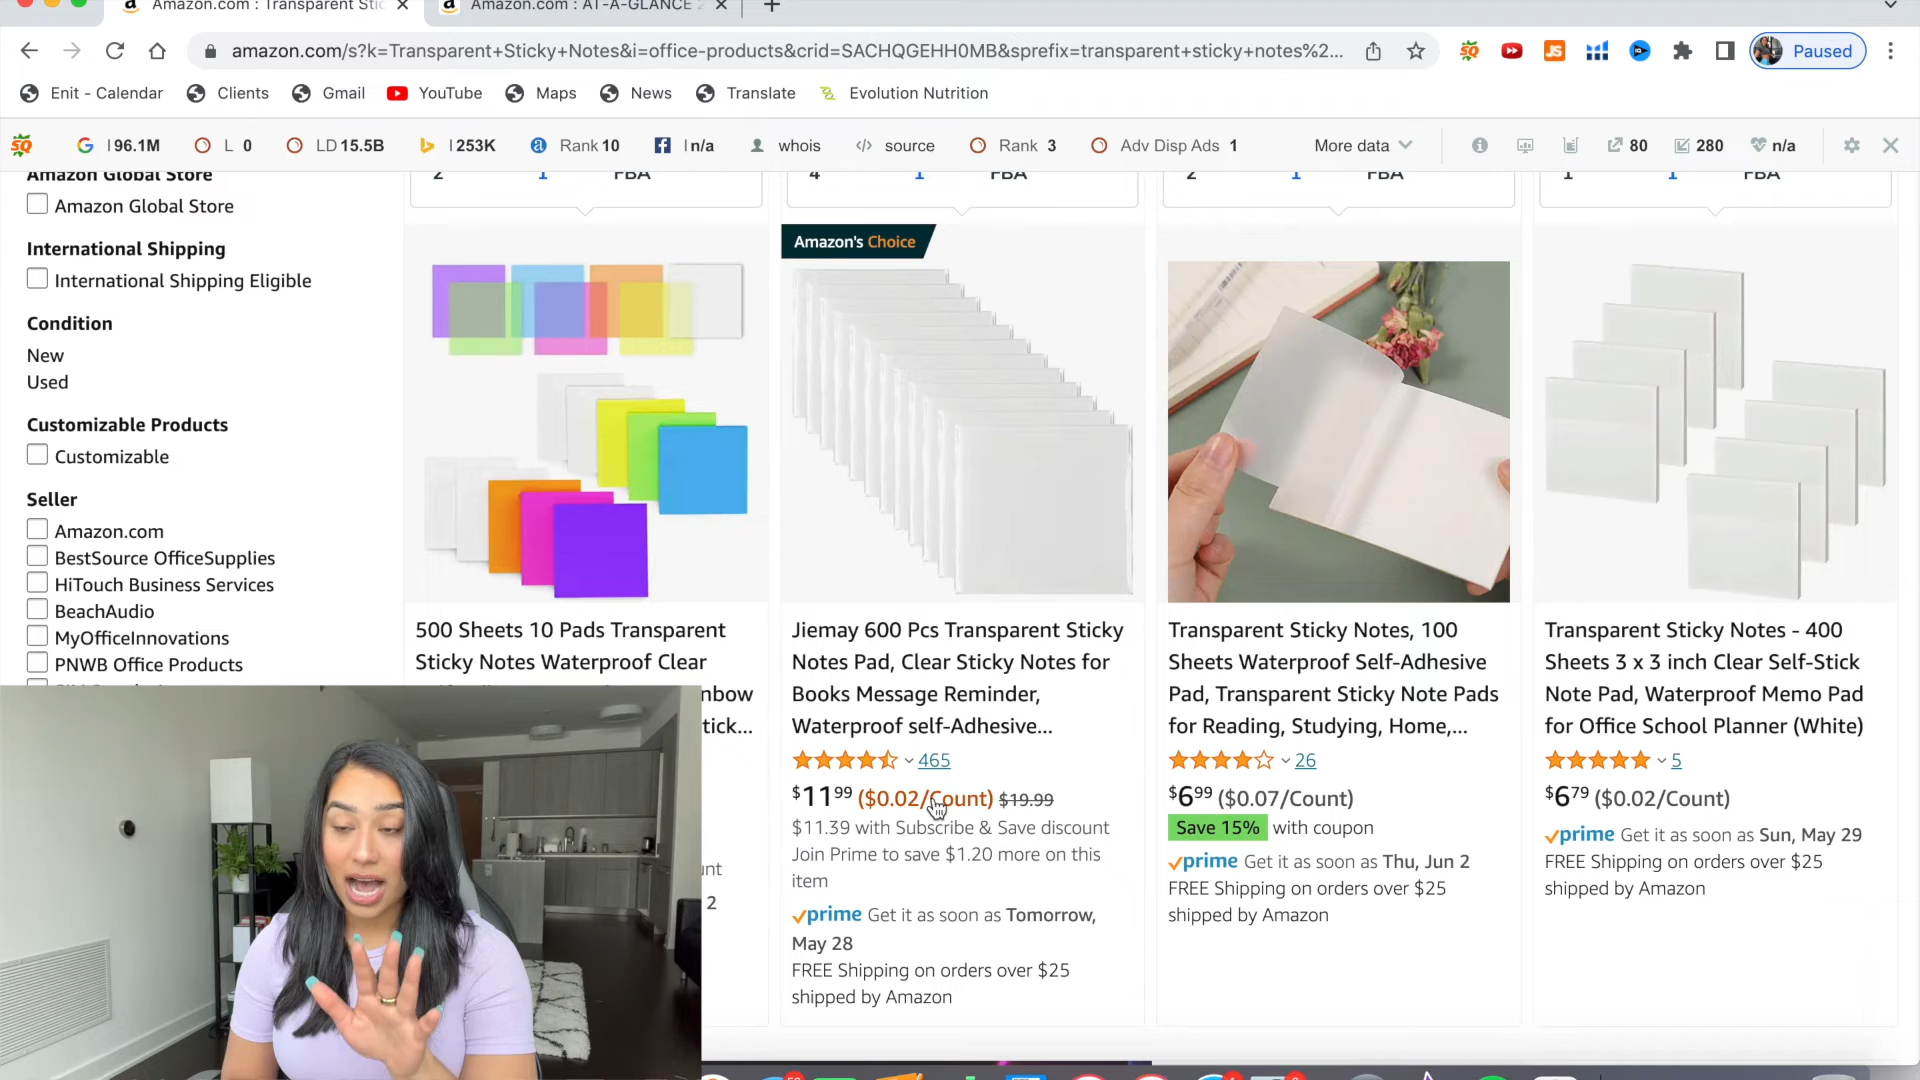 Amazon.com : Transparent Stic
Amazon.com : AT-A-GLANCE 2
amazon.com/s?k=Transparent+Sticky+Notes&i=office-products&crid=SACHQGEHH0MB&sprefix=transparent+sticky+notes%2...
Paused
Enit - Calendar Clients Gmail YouTube Maps News Translate Evolution Nutrition
SQ I 96.1M L 0 LD 15.5B I 253K Rank 10 I n/a whois source Rank 3 Adv Disp Ads 1 More data 80 280 n/a
Amazon Global Store
Amazon Global Store
International Shipping
International Shipping Eligible
Condition
New
Used
Customizable Products
Customizable
Seller
Amazon.com
BestSource OfficeSupplies
HiTouch Business Services
BeachAudio
MyOfficeInnovations
PNWB Office Products
2 1 FBA
4 1 FBA
2 1 FBA
1 1 FBA
500 Sheets 10 Pads Transparent
Sticky Notes Waterproof Clear
nbow
tick...
unt
2
Amazon's Choice
Jiemay 600 Pcs Transparent Sticky
Notes Pad, Clear Sticky Notes for
Books Message Reminder,
Waterproof self-Adhesive...
465
$11.99 ($0.02/Count) $19.99
$11.39 with Subscribe & Save discount
Join Prime to save $1.20 more on this
item
prime Get it as soon as Tomorrow,
May 28
FREE Shipping on orders over $25
shipped by Amazon
Transparent Sticky Notes, 100
Sheets Waterproof Self-Adhesive
Pad, Transparent Sticky Note Pads
for Reading, Studying, Home,...
26
$6.99 ($0.07/Count)
Save 15% with coupon
prime Get it as soon as Thu, Jun 2
FREE Shipping on orders over $25
shipped by Amazon
Transparent Sticky Notes - 400
Sheets 3 x 3 inch Clear Self-Stick
Note Pad, Waterproof Memo Pad
for Office School Planner (White)
5
$6.79 ($0.02/Count)
prime Get it as soon as Sun, May 29
FREE Shipping on orders over $25
shipped by Amazon